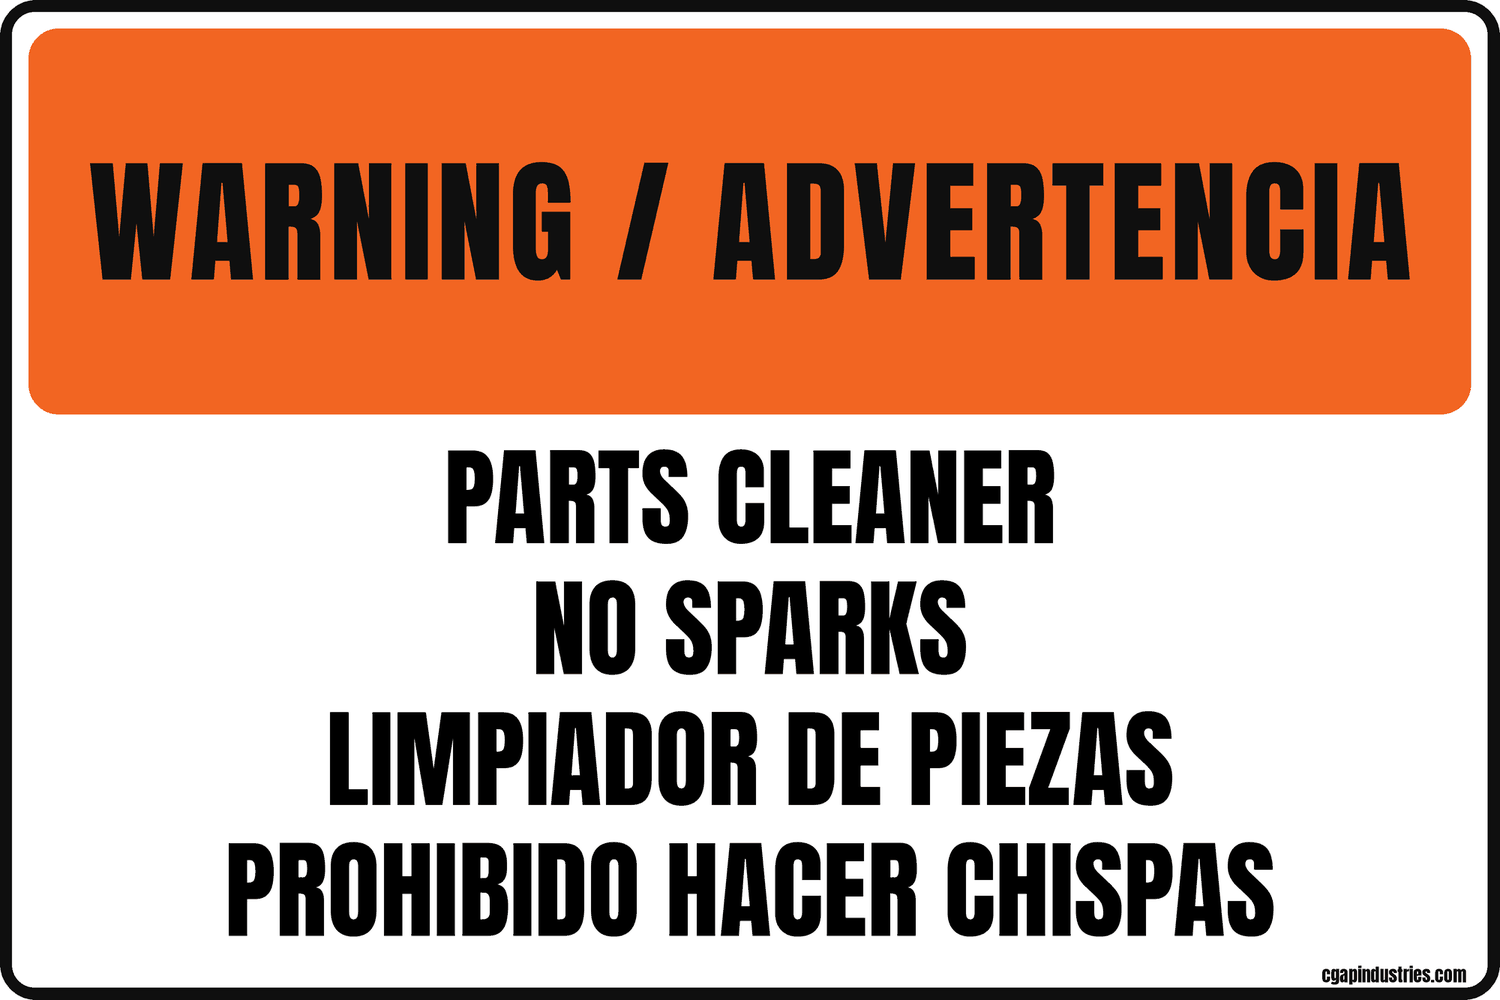 WARNING / ADVERTENCIA
PARTS CLEANER
NO SPARKS
LIMPIADOR DE PIEZAS
PROHIBIDO HACER CHISPAS
cgapindustries.com